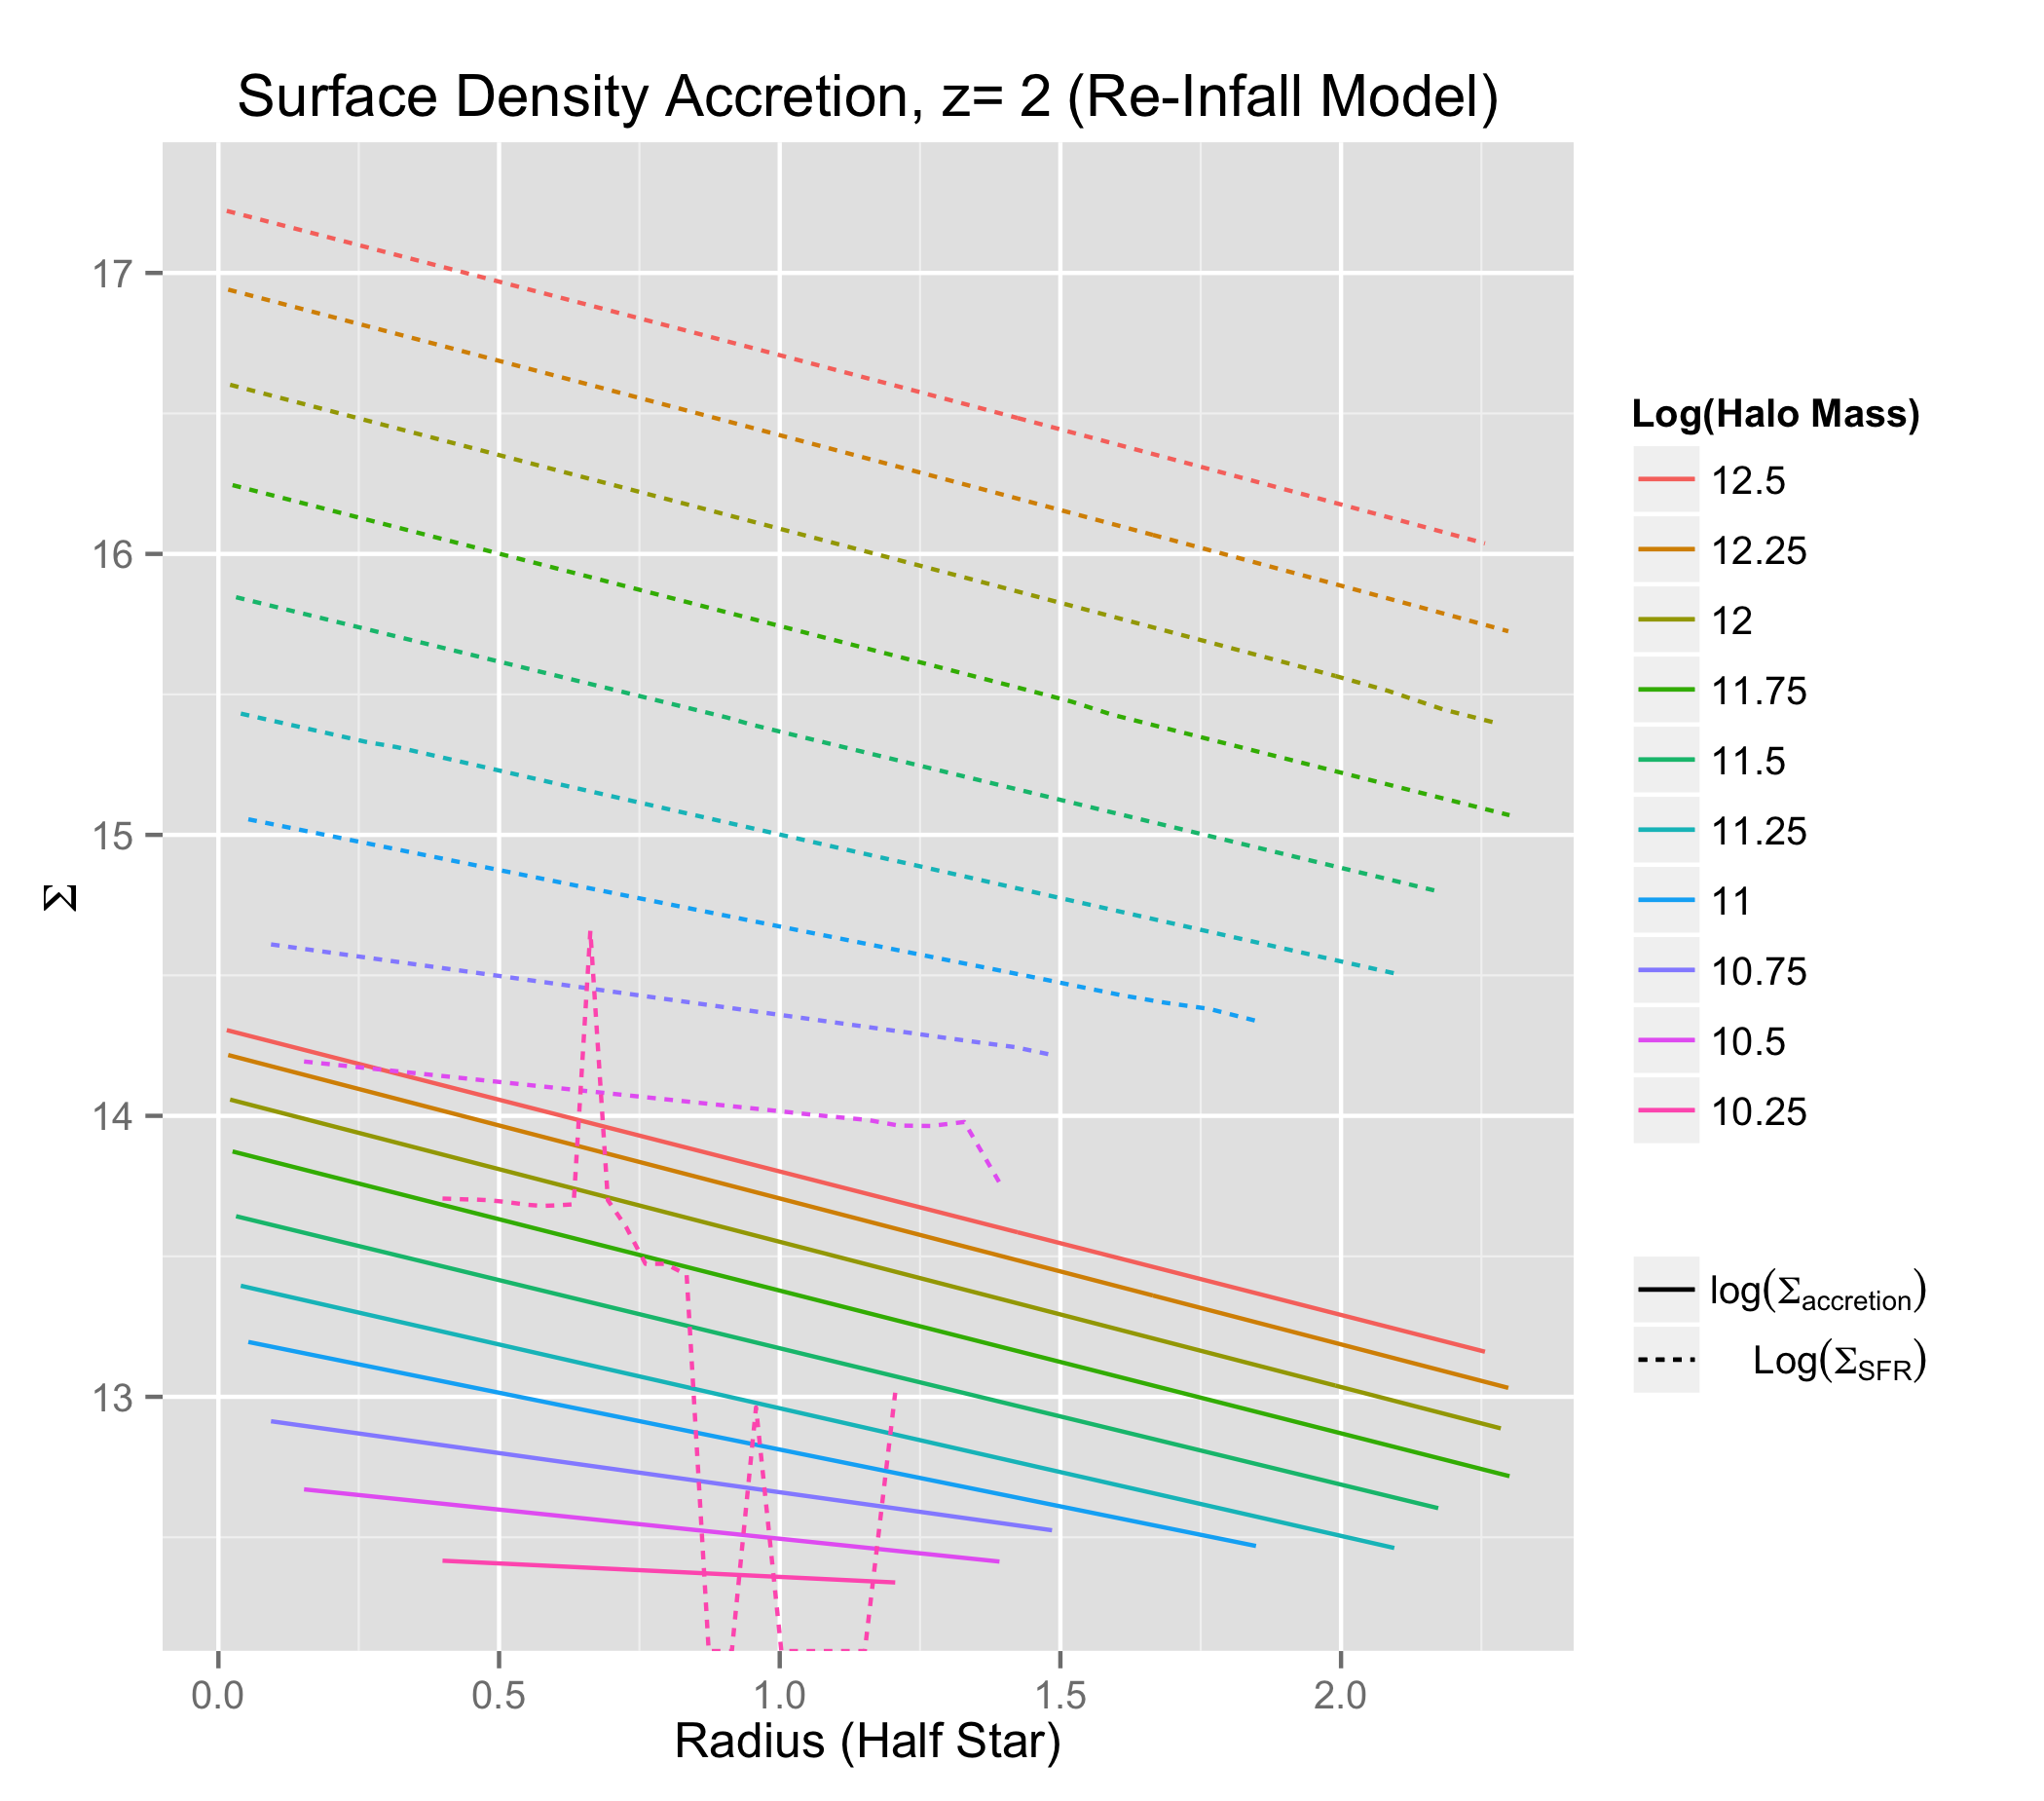 Surface Density Accretion, z= 2 (Re-Infall Model)
17
16
15
14
13
Σ
0.0 0.5 1.0 1.5 2.0
Radius (Half Star)
Log(Halo Mass)
12.5
12.25
12
11.75
11.5
11.25
11
10.75
10.5
10.25
log(Σaccretion)
Log(ΣSFR)